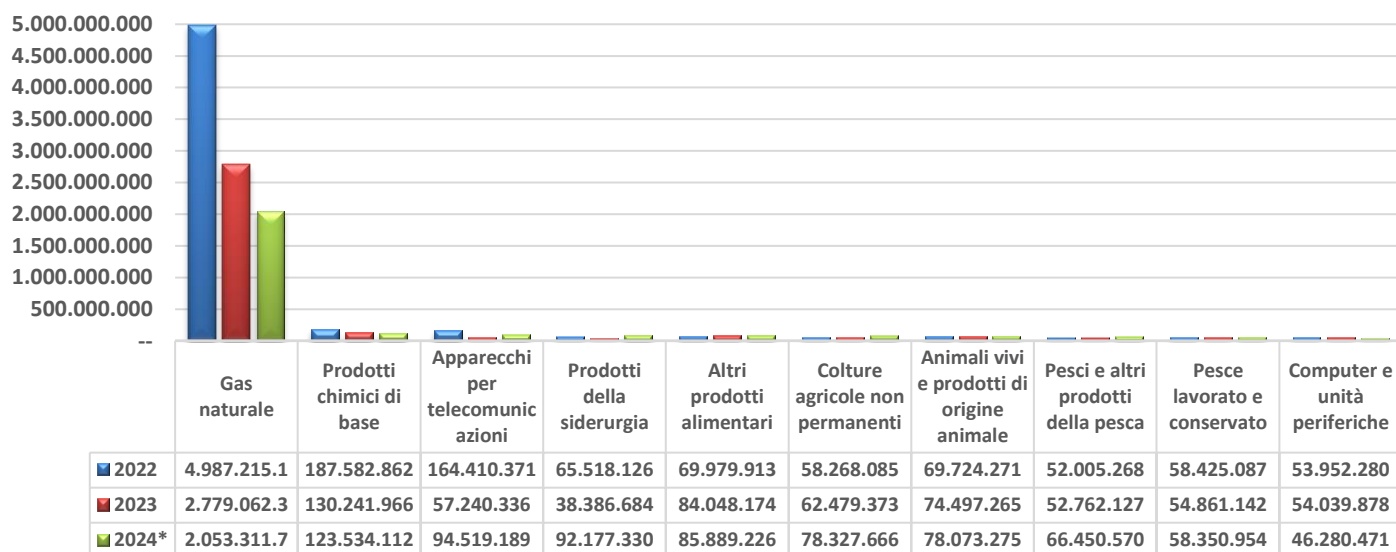 5.000.000.000
4.500.000.000
4.000.000.000
3.500.000.000
3.000.000.000
2.500.000.000
2.000.000.000
1.500.000.000
1.000.000.000
500.000.000
--
Gas
naturale
Prodotti
chimici di
base
Apparecchi
per
telecomunic
azioni
Prodotti
della
siderurgia
Altri
prodotti
alimentari
Colture
agricole non
permanenti
Animali vivi
e prodotti di
origine
animale
Pesci e altri
prodotti
della pesca
Pesce
lavorato e
conservato
Computer e
unità
periferiche
2022 4.987.215.1 187.582.862 164.410.371 65.518.126 69.979.913 58.268.085 69.724.271 52.005.268 58.425.087 53.952.280
2023 2.779.062.3 130.241.966 57.240.336 38.386.684 84.048.174 62.479.373 74.497.265 52.762.127 54.861.142 54.039.878
2024* 2.053.311.7 123.534.112 94.519.189 92.177.330 85.889.226 78.327.666 78.073.275 66.450.570 58.350.954 46.280.471